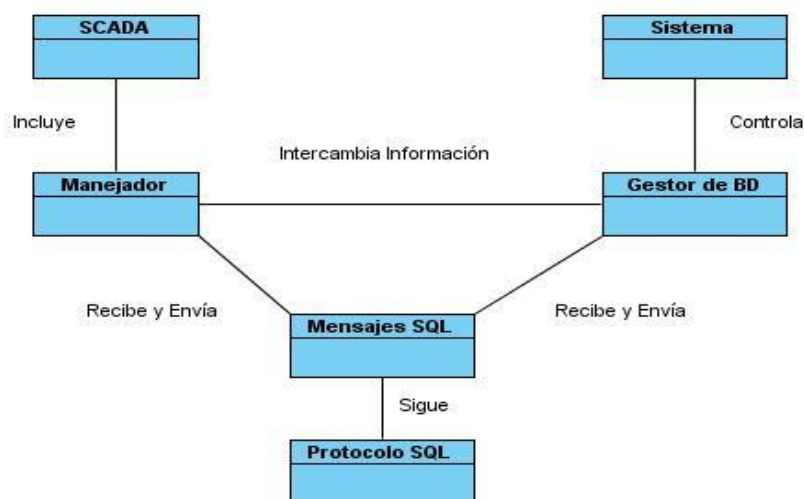 SCADA
Sistema
Incluye
Controla
Intercambia Información
Manejador
Gestor de BD
Recibe y Envía
Recibe y Envía
Mensajes SQL
Sigue
Protocolo SQL